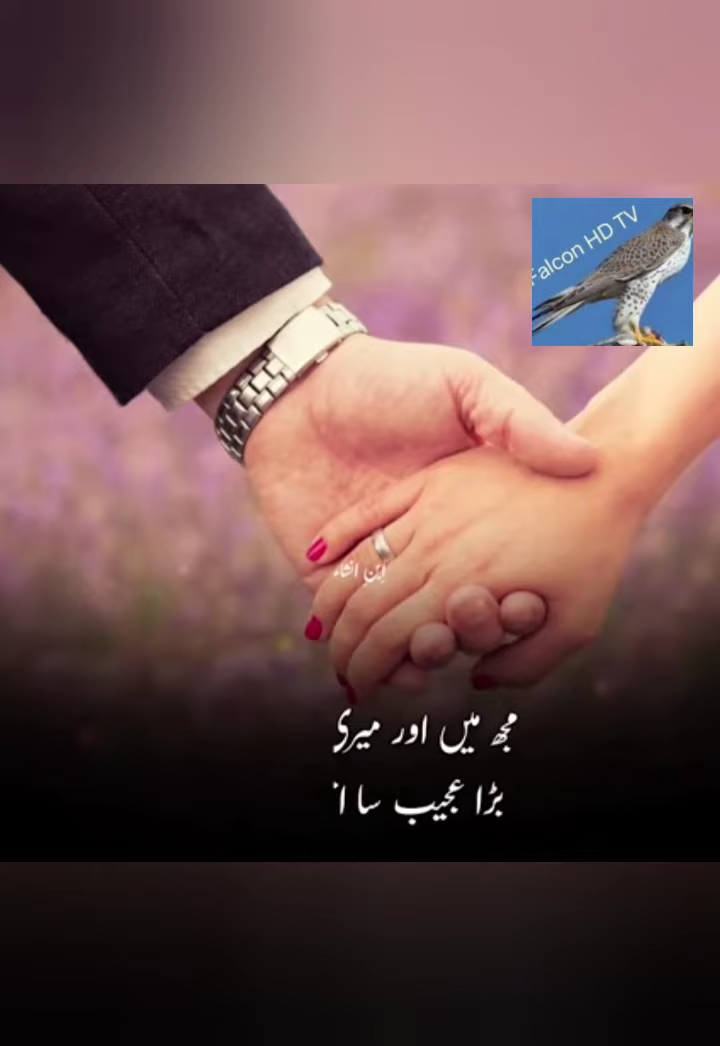 Falcon HD TV
ابنِ انشاء
مجھ میں اور میری
بڑا عجیب سا